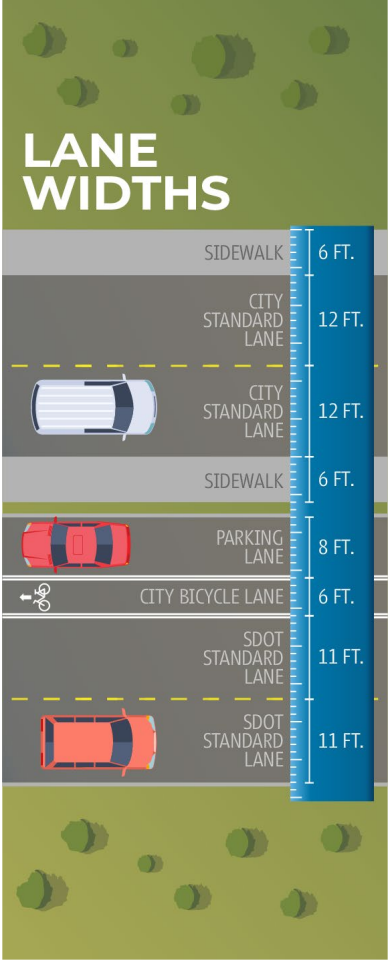 LANE
WIDTHS
SIDEWALK
6 FT.
CITY
STANDARD
LANE
12 FT.
CITY
STANDARD
LANE
12 FT.
SIDEWALK
6 FT.
PARKING
LANE
8 FT.
CITY BICYCLE LANE
6 FT.
SDOT
STANDARD
LANE
11 FT.
SDOT
STANDARD
LANE
11 FT.